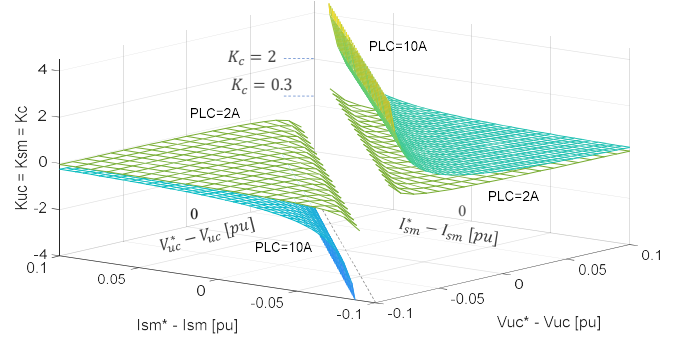 PLC=10A
K_c = 2
K_c = 0.3
PLC=2A
Kuc = Ksm = Kc
4
2
0
-2
-4
0
V_uc^* − V_uc [pu]
PLC=10A
0
I_sm^* − I_sm [pu]
PLC=2A
0.1
0.05
0
-0.05
-0.1
Ism* - Ism [pu]
-0.1
-0.05
0
0.05
0.1
Vuc* - Vuc [pu]